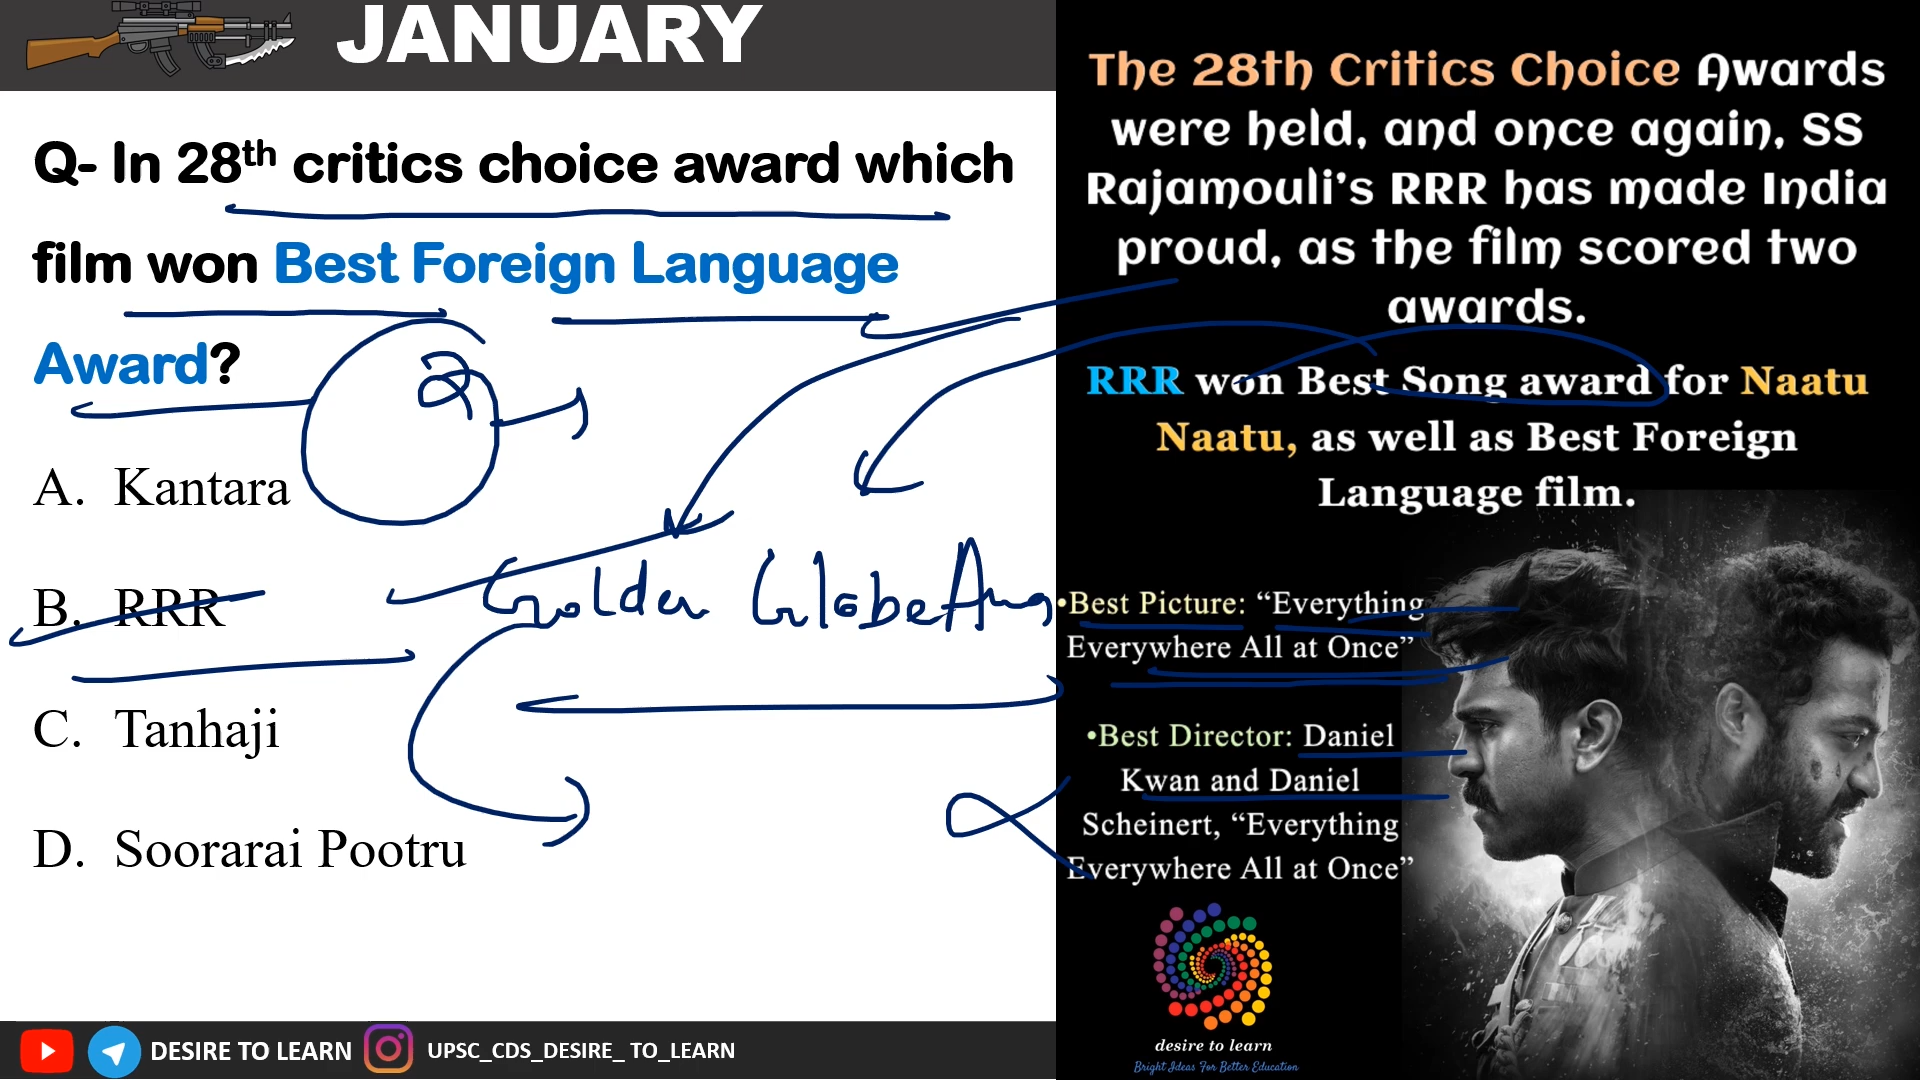 JANUARY
Q- In 28th critics choice award which
film won Best Foreign Language
Award?
2
A. Kantara
B. RRR
Golden Globe
C. Tanhaji
D. Soorarai Pootru
The 28th Critics Choice Awards
were held, and once again, SS
Rajamouli's RRR has made India
proud, as the film scored two
awards.
RRR won Best Song award for Naatu
Naatu, as well as Best Foreign
Language film.
•Best Picture: “Everything
Everywhere All at Once”
•Best Director: Daniel
Kwan and Daniel
Scheinert, “Everything
Everywhere All at Once”
desire to learn
Bright Ideas For Better Education
DESIRE TO LEARN
UPSC_CDS_DESIRE_ TO_LEARN